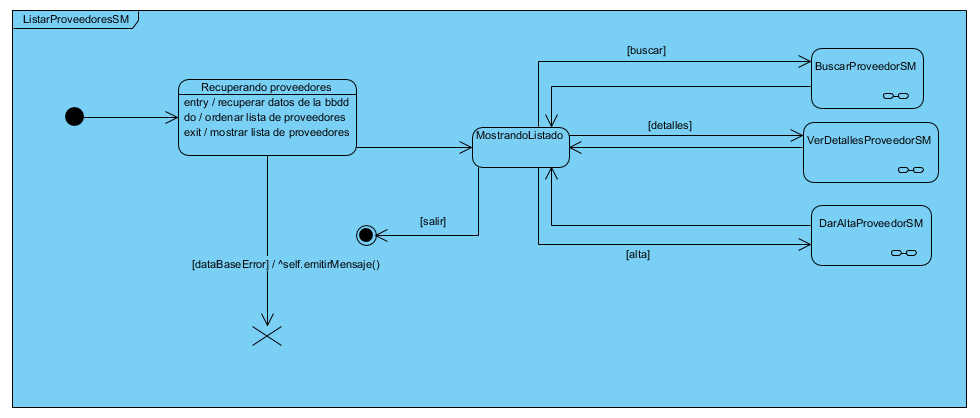 ListarProveedoresSM
Recuperando proveedores
entry / recuperar datos de la bbdd
do / ordenar lista de proveedores
exit / mostrar lista de proveedores
[dataBaseError] / ^self.emitirMensaje()
[salir]
MostrandoListado
[buscar]
BuscarProveedorSM
[detalles]
VerDetallesProveedorSM
[alta]
DarAltaProveedorSM